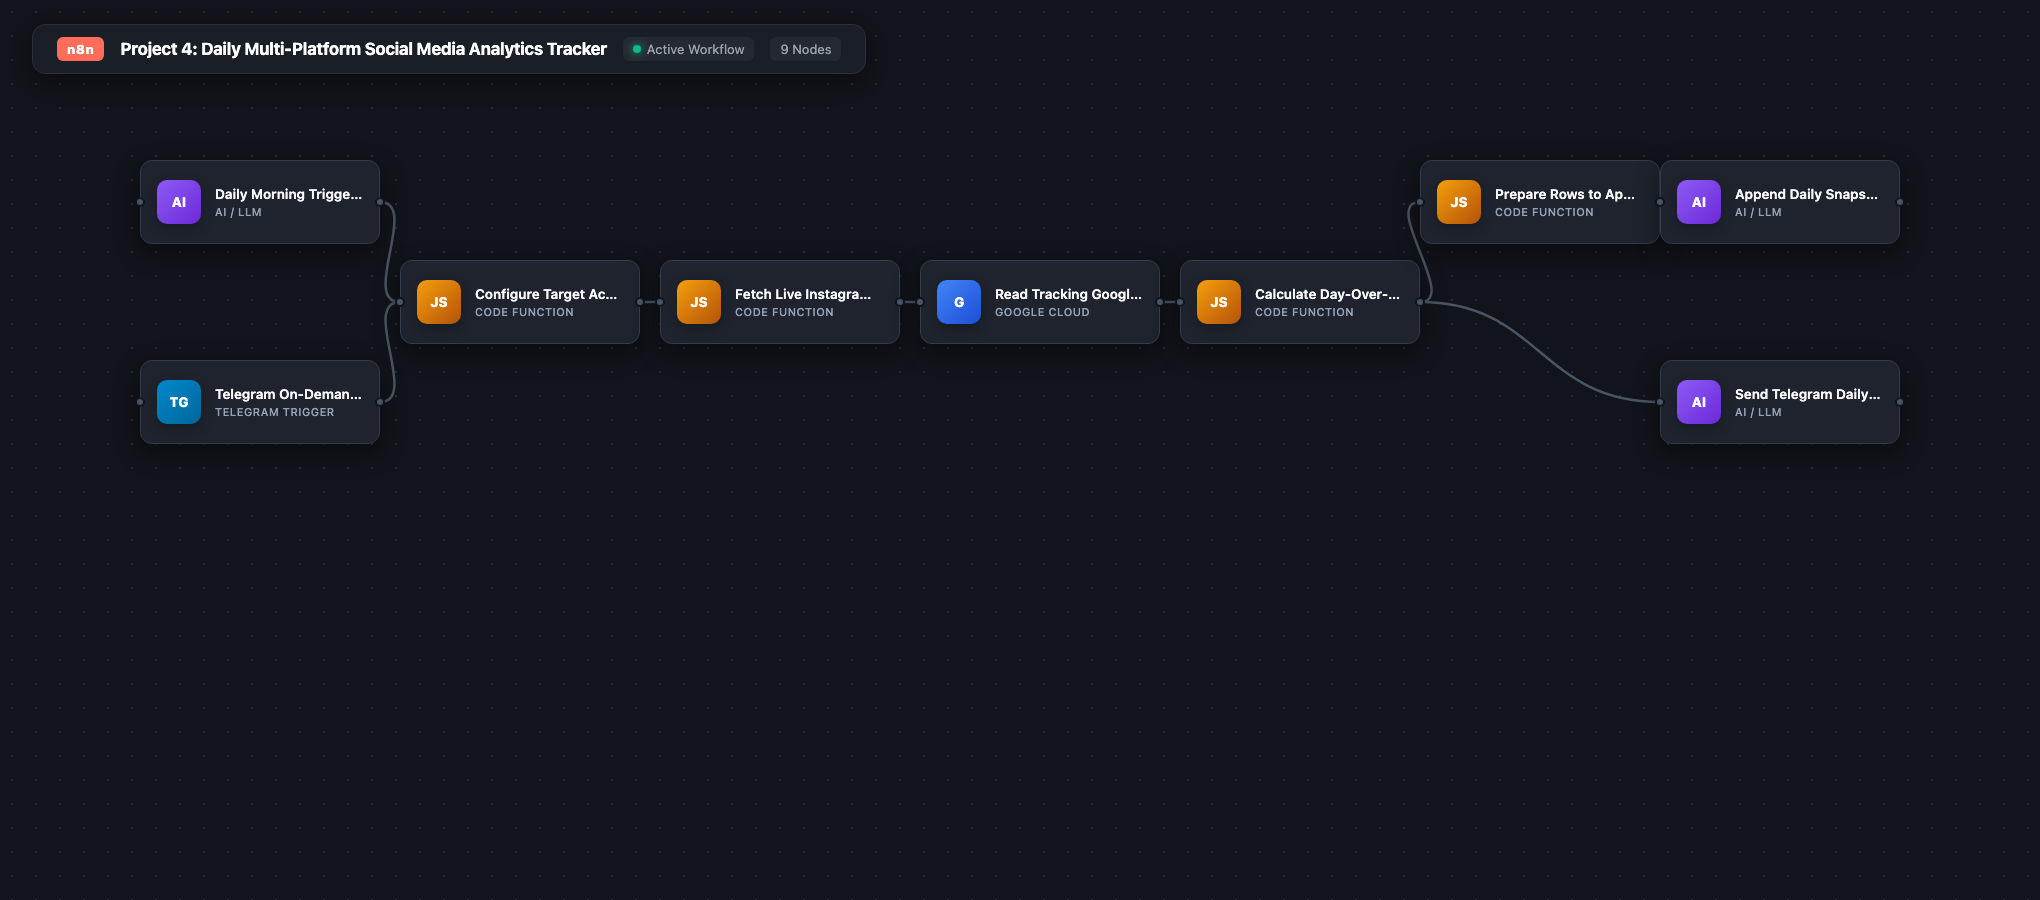 n8n Project 4: Daily Multi-Platform Social Media Analytics Tracker Active Workflow 9 Nodes
AI Daily Morning Trigge...
AI / LLM
TG Telegram On-Deman...
TELEGRAM TRIGGER
JS Configure Target Ac...
CODE FUNCTION
JS Fetch Live Instagra...
CODE FUNCTION
G Read Tracking Googl...
GOOGLE CLOUD
JS Calculate Day-Over-...
CODE FUNCTION
JS Prepare Rows to Ap...
CODE FUNCTION
AI Append Daily Snaps...
AI / LLM
AI Send Telegram Daily...
AI / LLM